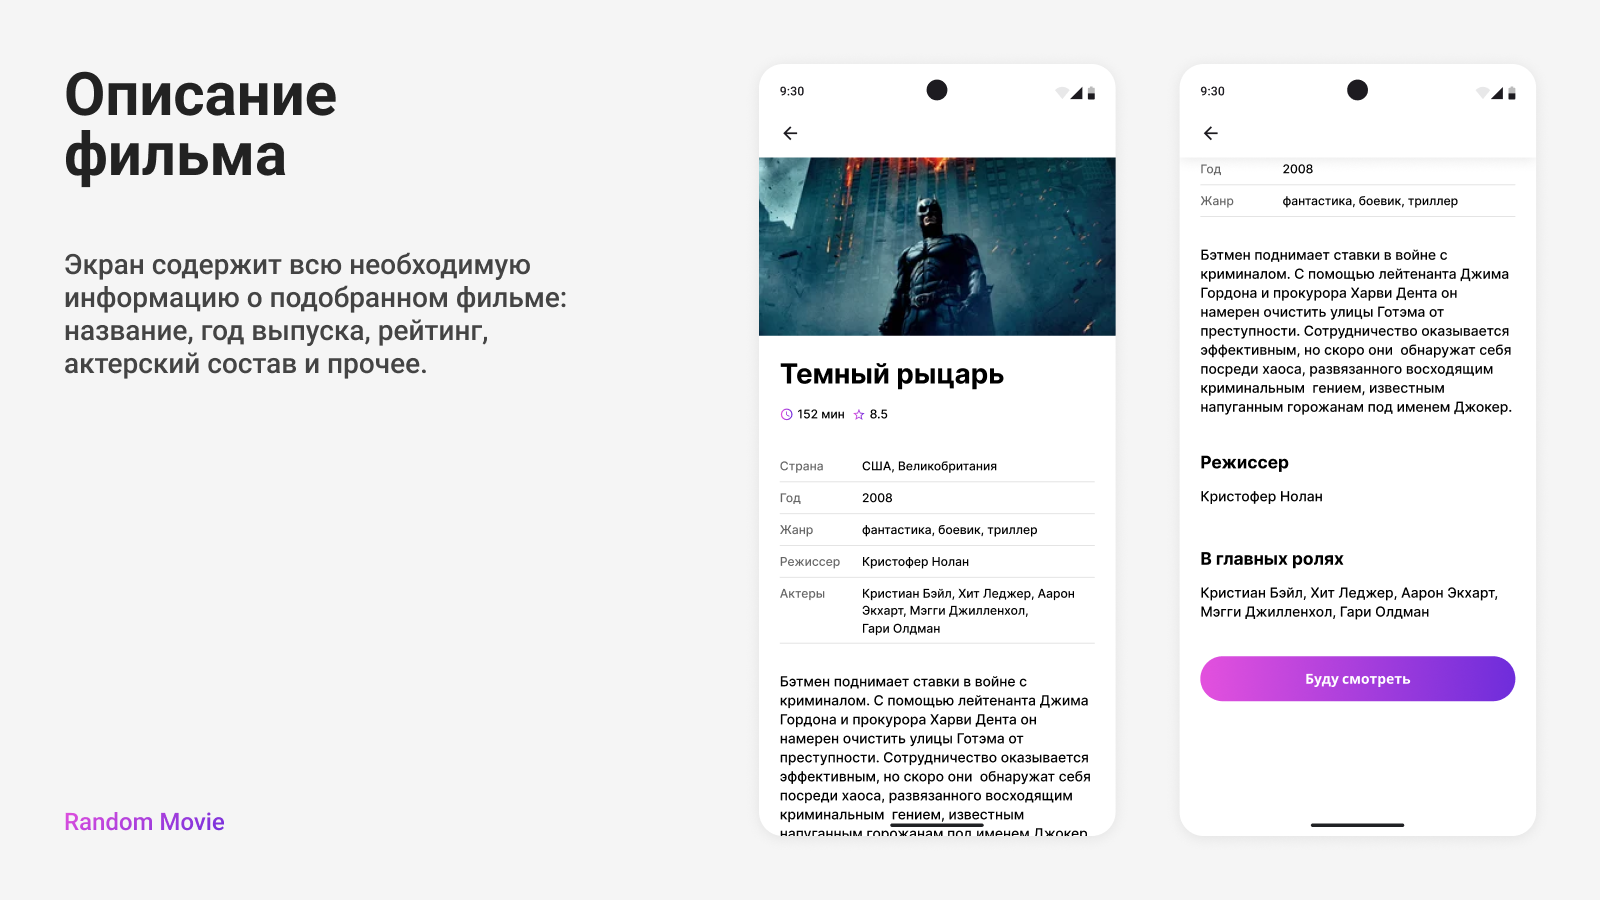 Описание
фильма
Экран содержит всю необходимую
информацию о подобранном фильме:
название, год выпуска, рейтинг,
актерский состав и прочее.
Random Movie
9:30
Темный рыцарь
152 мин 8.5
Страна США, Великобритания
Год 2008
Жанр фантастика, боевик, триллер
Режиссер Кристофер Нолан
Актеры Кристиан Бэйл, Хит Леджер, Аарон
Экхарт, Мэгги Джилленхол,
Гари Олдман
Бэтмен поднимает ставки в войне с
криминалом. С помощью лейтенанта Джима
Гордона и прокурора Харви Дента он
намерен очистить улицы Готэма от
преступности. Сотрудничество оказывается
эффективным, но скоро они  обнаружат себя
посреди хаоса, развязанного восходящим
криминальным  гением, известным
напуганным горожанам под именем Джокер.
9:30
Год 2008
Жанр фантастика, боевик, триллер
Бэтмен поднимает ставки в войне с
криминалом. С помощью лейтенанта Джима
Гордона и прокурора Харви Дента он
намерен очистить улицы Готэма от
преступности. Сотрудничество оказывается
эффективным, но скоро они  обнаружат себя
посреди хаоса, развязанного восходящим
криминальным  гением, известным
напуганным горожанам под именем Джокер.
Режиссер
Кристофер Нолан
В главных ролях
Кристиан Бэйл, Хит Леджер, Аарон Экхарт,
Мэгги Джилленхол, Гари Олдман
Буду смотреть